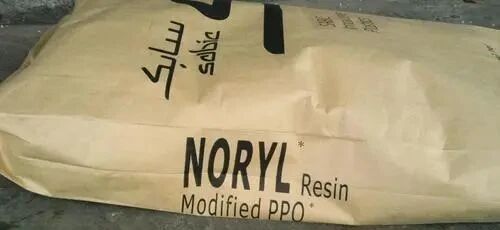 سابك
sabic
NORYL* Resin
Modified PPO*